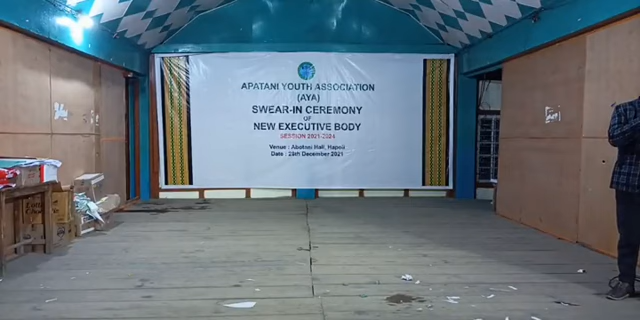 APATANI YOUTH ASSOCIATION
(AYA)
SWEAR-IN CEREMONY
OF
NEW EXECUTIVE BODY
SESSION 2021-2024
Venue : Abotani Hall, Hapoli
Date : 29th December 2021